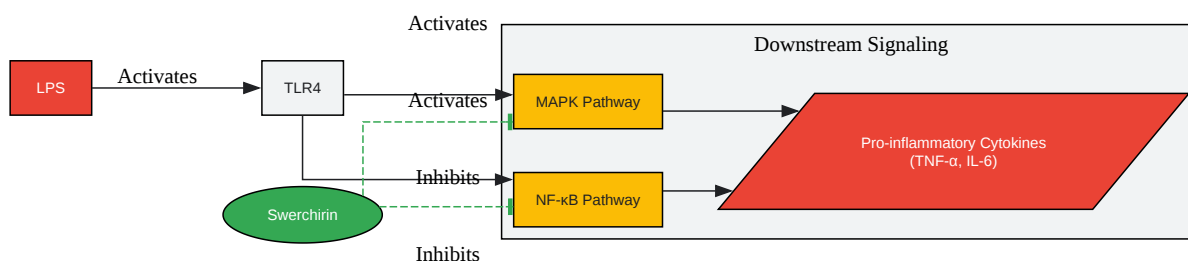 Activates
Downstream Signaling
LPS
Activates
TLR4
Activates
MAPK Pathway
Pro-inflammatory Cytokines
(TNF-α, IL-6)
Inhibits
NF-κB Pathway
Swerchirin
Inhibits